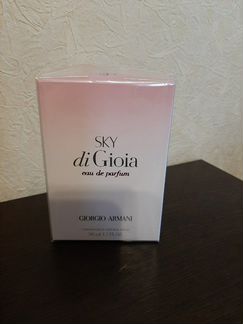 SKY
di Gioia
eau de parfum
GIORGIO ARMANI